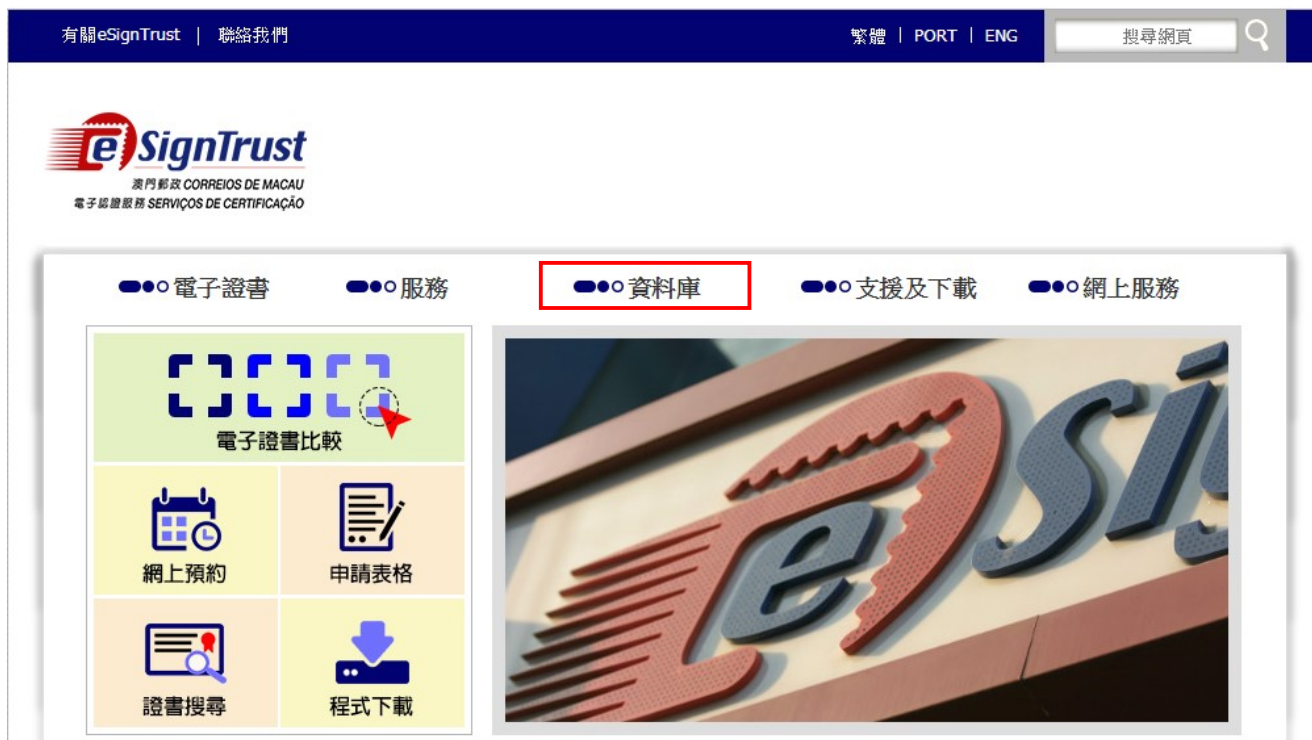 有關eSignTrust | 聯絡我們 繁體 | PORT | ENG 搜尋網頁
eSignTrust
澳門郵政 CORREIOS DE MACAU
電子認證服務 SERVIÇOS DE CERTIFICAÇÃO
電子證書 服務 資料庫 支援及下載 網上服務
電子證書比較
網上預約 申請表格
證書搜尋 程式下載
eSi